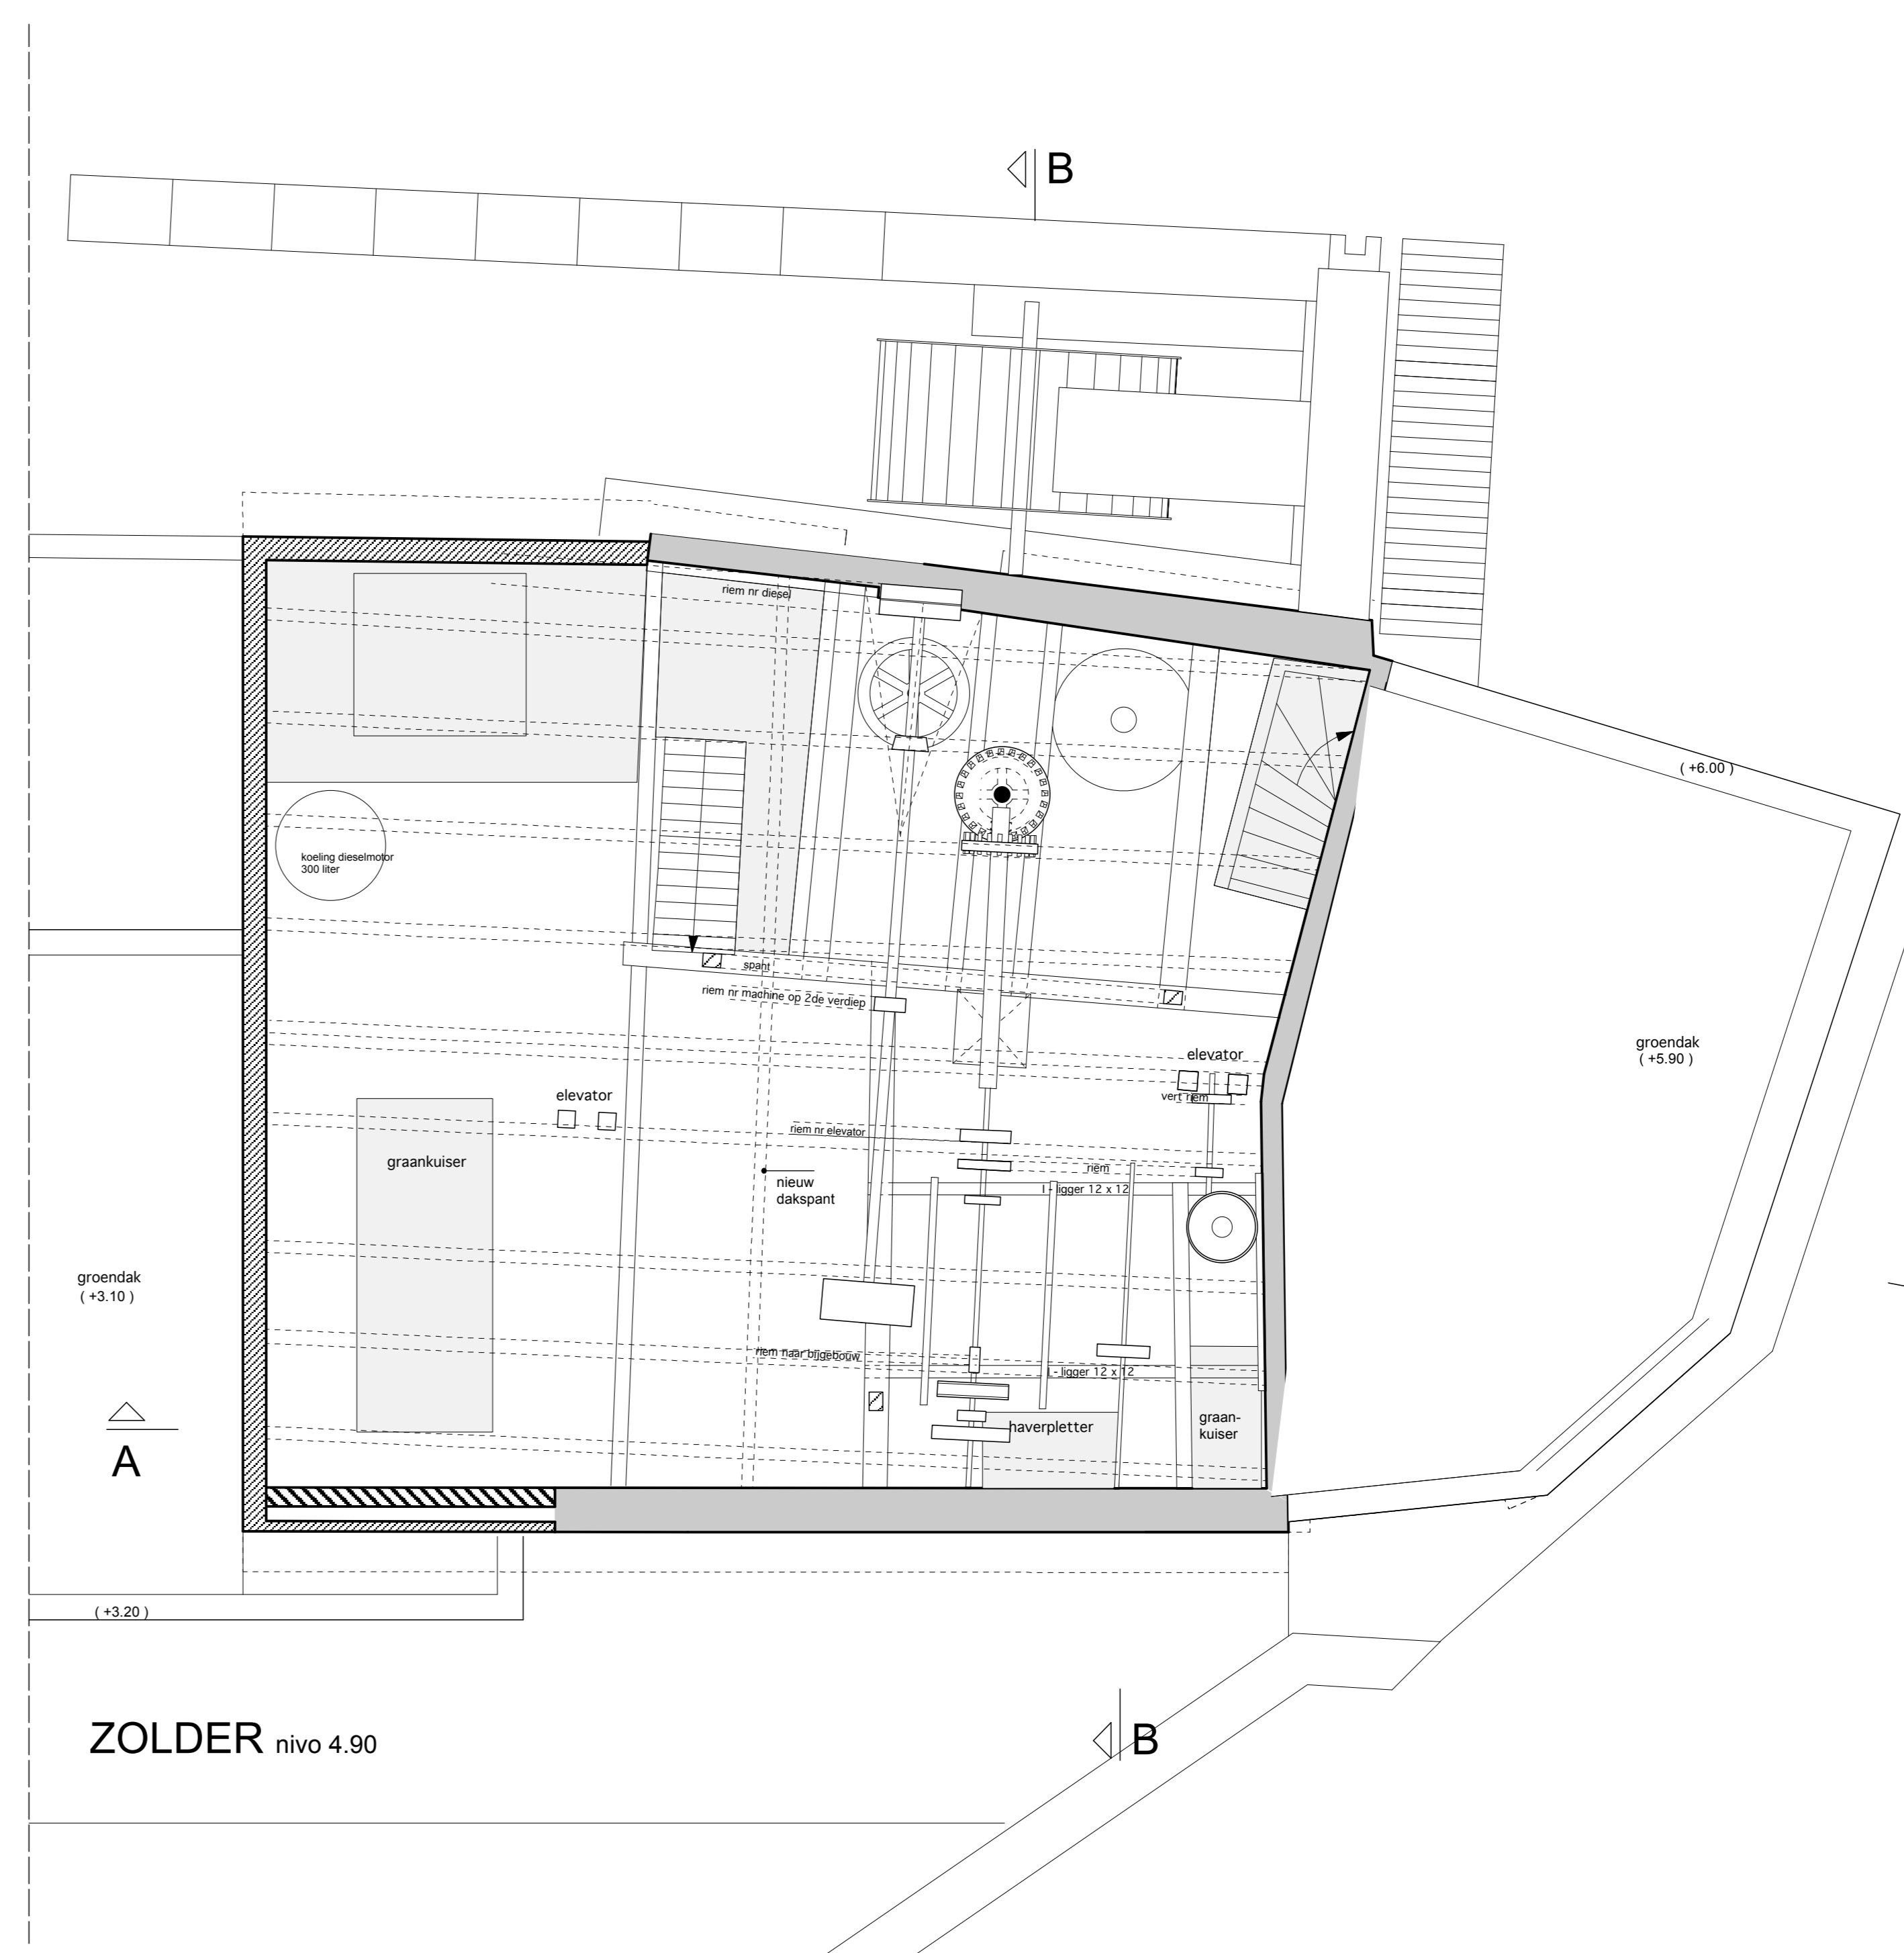 B
riem nr diesel
( +6.00 )
koeling dieselmotor
300 liter
spant
riem nr machine op 2de verdiep
groendak
( +5.90 )
elevator
elevator
vert riem
riem nr elevator
graankuiser
riem
nieuw
dakspant
I - ligger 12 x 12
groendak
( +3.10 )
riem naar bijgebouw
I - ligger 12 x 12
haverpletter
graan-
kuiser
A
( +3.20 )
ZOLDER nivo 4.90
B